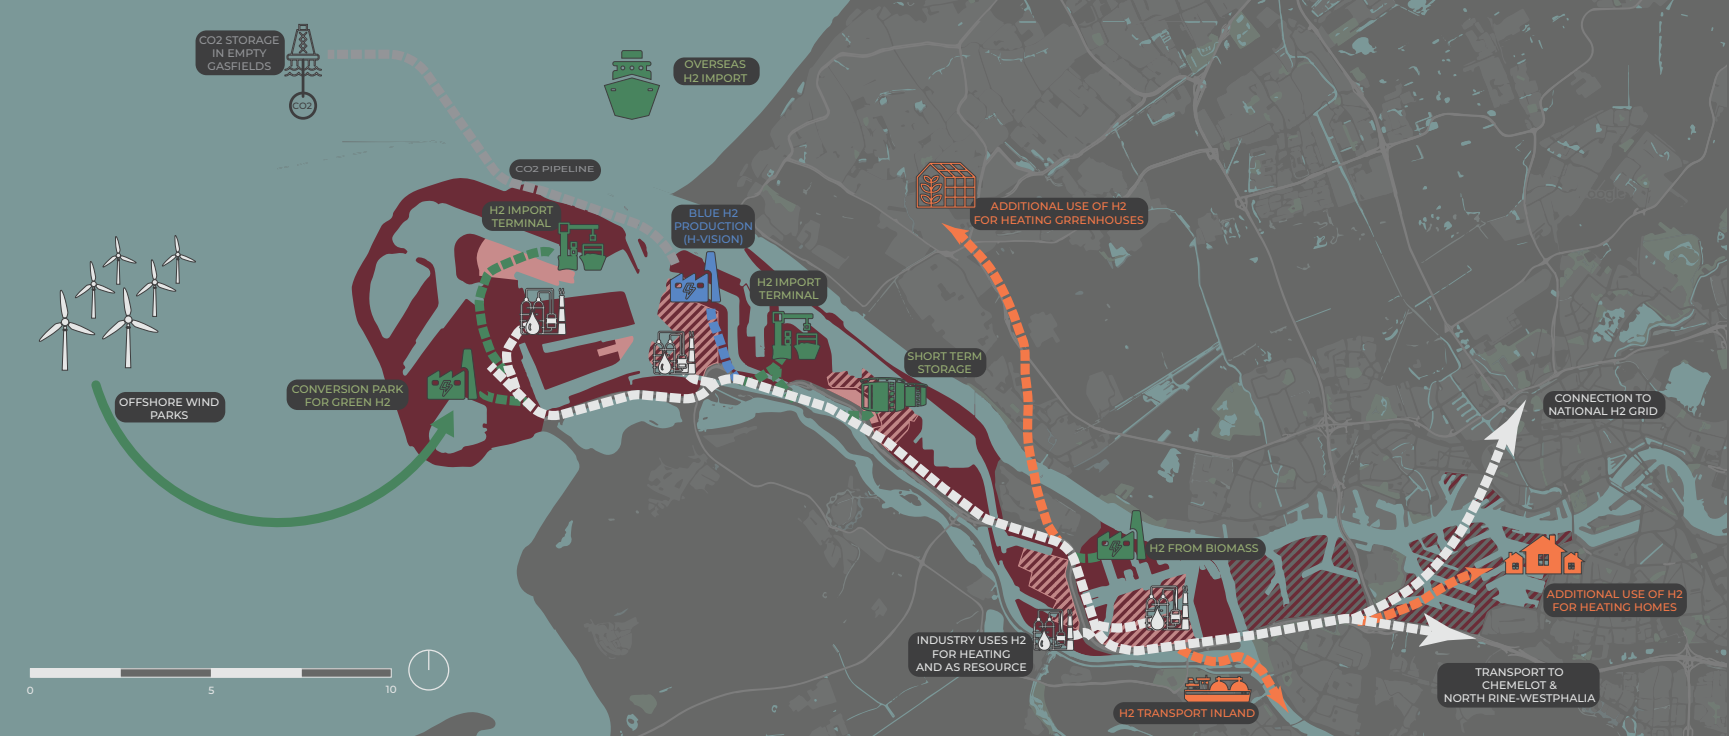 CO2 STORAGE
IN EMPTY
GASFIELDS
CO2
OVERSEAS
H2 IMPORT
CO2 PIPELINE
H2 IMPORT
TERMINAL
BLUE H2
PRODUCTION
(H-VISION)
ADDITIONAL USE OF H2
FOR HEATING GRRENHOUSES
H2 IMPORT
TERMINAL
SHORT TERM
STORAGE
CONVERSION PARK
FOR GREEN H2
OFFSHORE WIND
PARKS
CONNECTION TO
NATIONAL H2 GRID
H2 FROM BIOMASS
ADDITIONAL USE OF H2
FOR HEATING HOMES
INDUSTRY USES H2
FOR HEATING
AND AS RESOURCE
TRANSPORT TO
CHEMELOT &
NORTH RINE-WESTPHALIA
H2 TRANSPORT INLAND
0 5 10